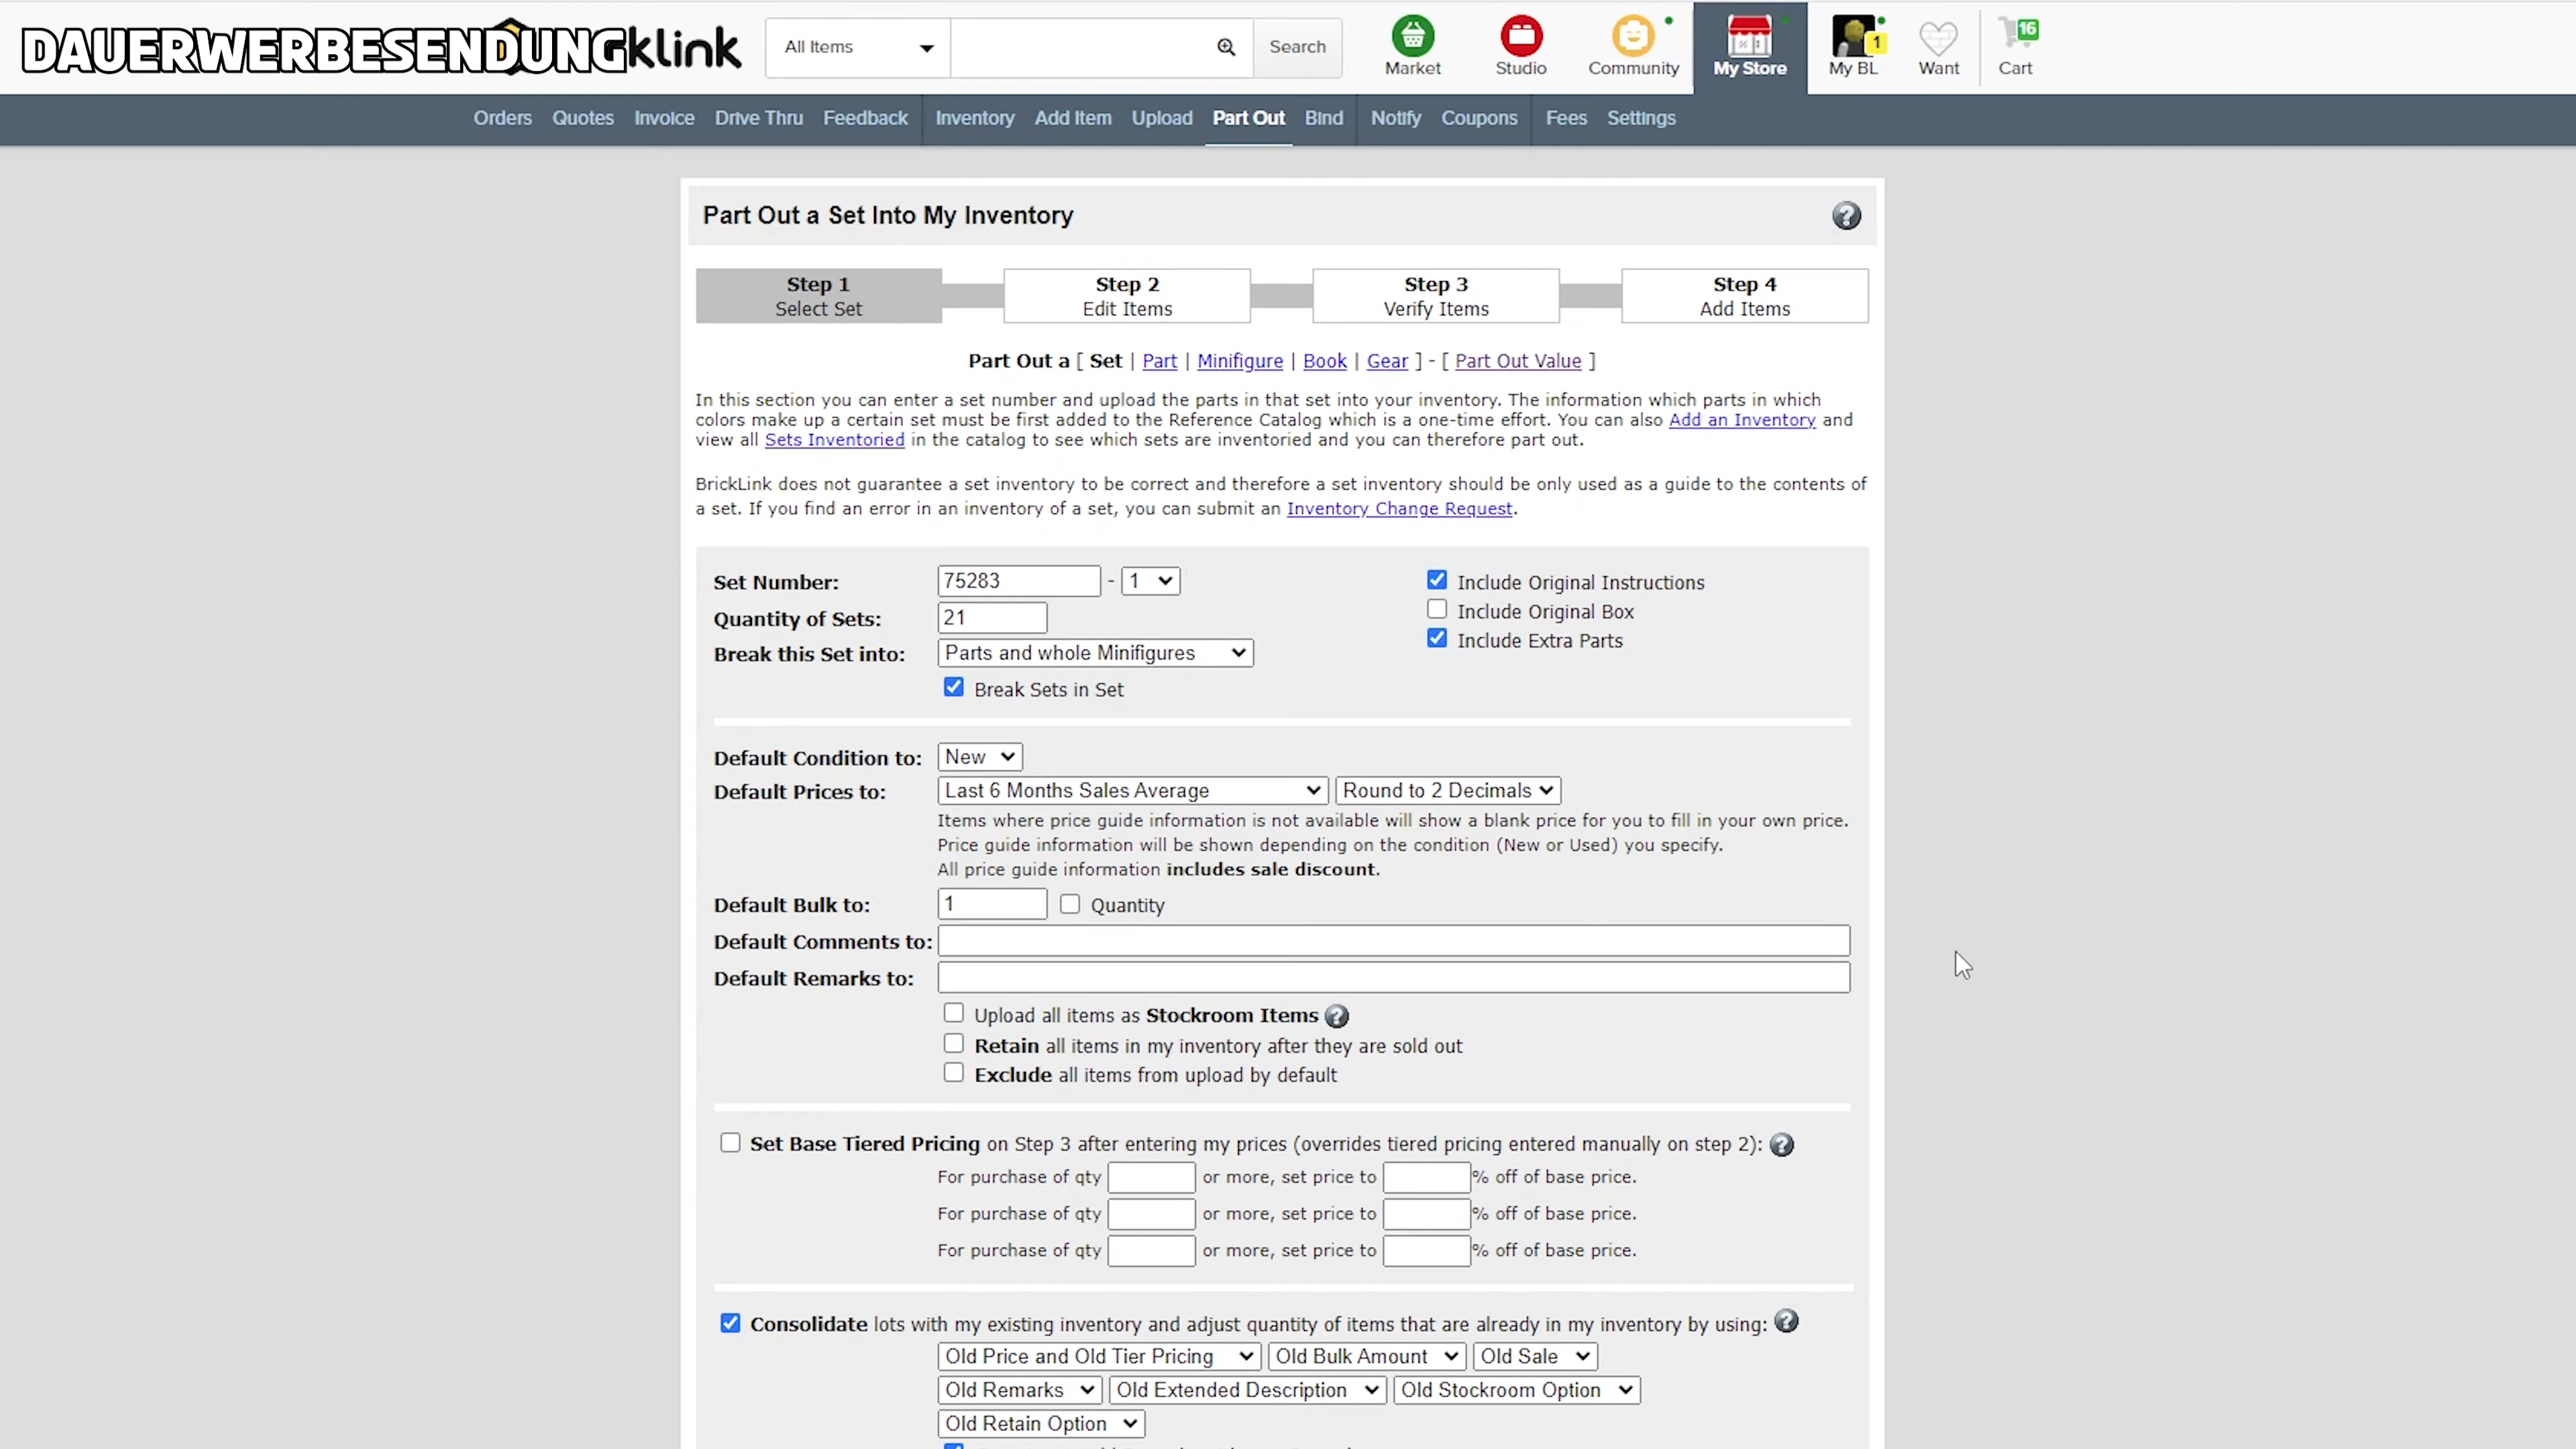 DAUERWERBESENDUNG
klink
All Items
Search
Market
Studio
Community
My Store
1
My BL
Want
16
Cart
Orders Quotes Invoice Drive Thru Feedback Inventory Add Item Upload Part Out Bind Notify Coupons Fees Settings
Part Out a Set Into My Inventory
?
Step 1
Select Set
Step 2
Edit Items
Step 3
Verify Items
Step 4
Add Items
Part Out a [ Set | Part | Minifigure | Book | Gear ] - [ Part Out Value ]
In this section you can enter a set number and upload the parts in that set into your inventory. The information which parts in which
colors make up a certain set must be first added to the Reference Catalog which is a one-time effort. You can also Add an Inventory and
view all Sets Inventoried in the catalog to see which sets are inventoried and you can therefore part out.
BrickLink does not guarantee a set inventory to be correct and therefore a set inventory should be only used as a guide to the contents of
a set. If you find an error in an inventory of a set, you can submit an Inventory Change Request.
Set Number: 75283 - 1
Include Original Instructions
Quantity of Sets: 21
Include Original Box
Break this Set into: Parts and whole Minifigures
Include Extra Parts
Break Sets in Set
Default Condition to: New
Default Prices to: Last 6 Months Sales Average Round to 2 Decimals
Items where price guide information is not available will show a blank price for you to fill in your own price.
Price guide information will be shown depending on the condition (New or Used) you specify.
All price guide information includes sale discount.
Default Bulk to: 1 Quantity
Default Comments to:
Default Remarks to:
Upload all items as Stockroom Items ?
Retain all items in my inventory after they are sold out
Exclude all items from upload by default
Set Base Tiered Pricing on Step 3 after entering my prices (overrides tiered pricing entered manually on step 2): ?
For purchase of qty or more, set price to % off of base price.
For purchase of qty or more, set price to % off of base price.
For purchase of qty or more, set price to % off of base price.
Consolidate lots with my existing inventory and adjust quantity of items that are already in my inventory by using: ?
Old Price and Old Tier Pricing Old Bulk Amount Old Sale
Old Remarks Old Extended Description Old Stockroom Option
Old Retain Option